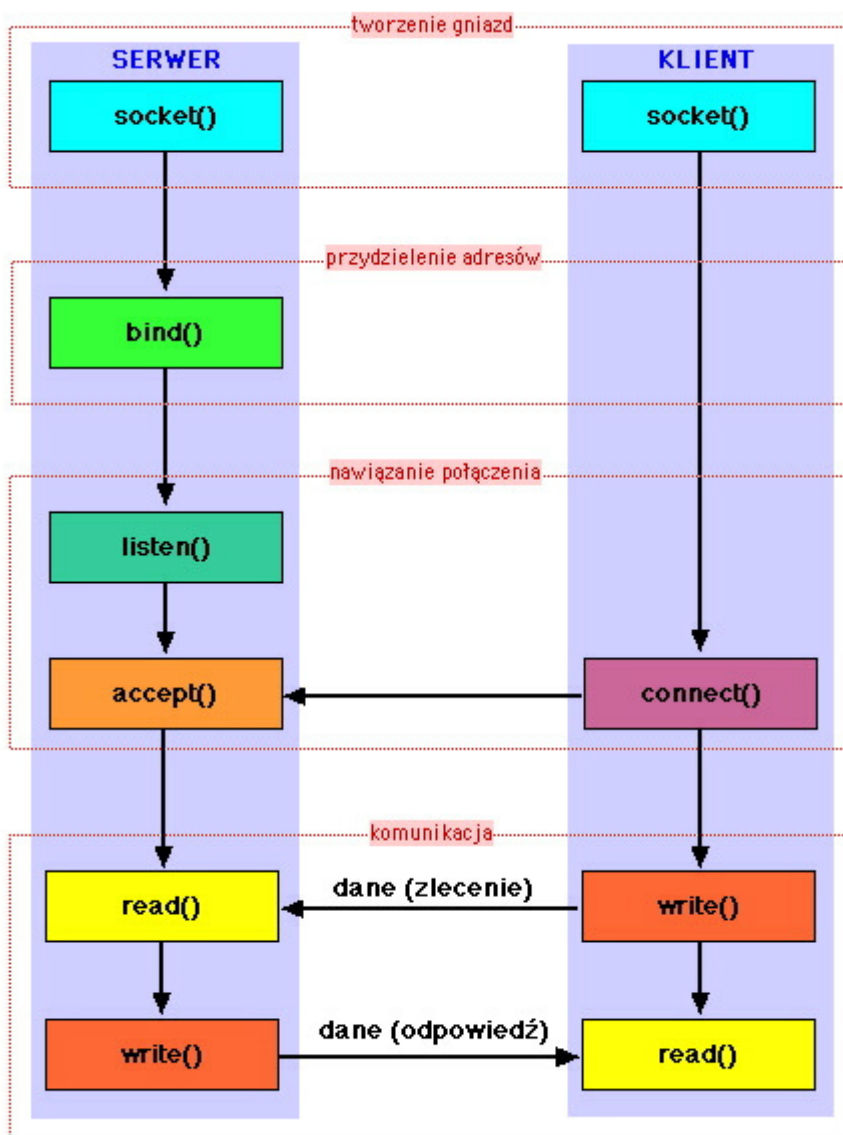 tworzenie gniazd
SERWER
KLIENT
socket()
socket()
przydzielenie adresów
bind()
nawiązanie połączenia
listen()
accept()
connect()
komunikacja
read()
dane (zlecenie)
write()
write()
dane (odpowiedź)
read()